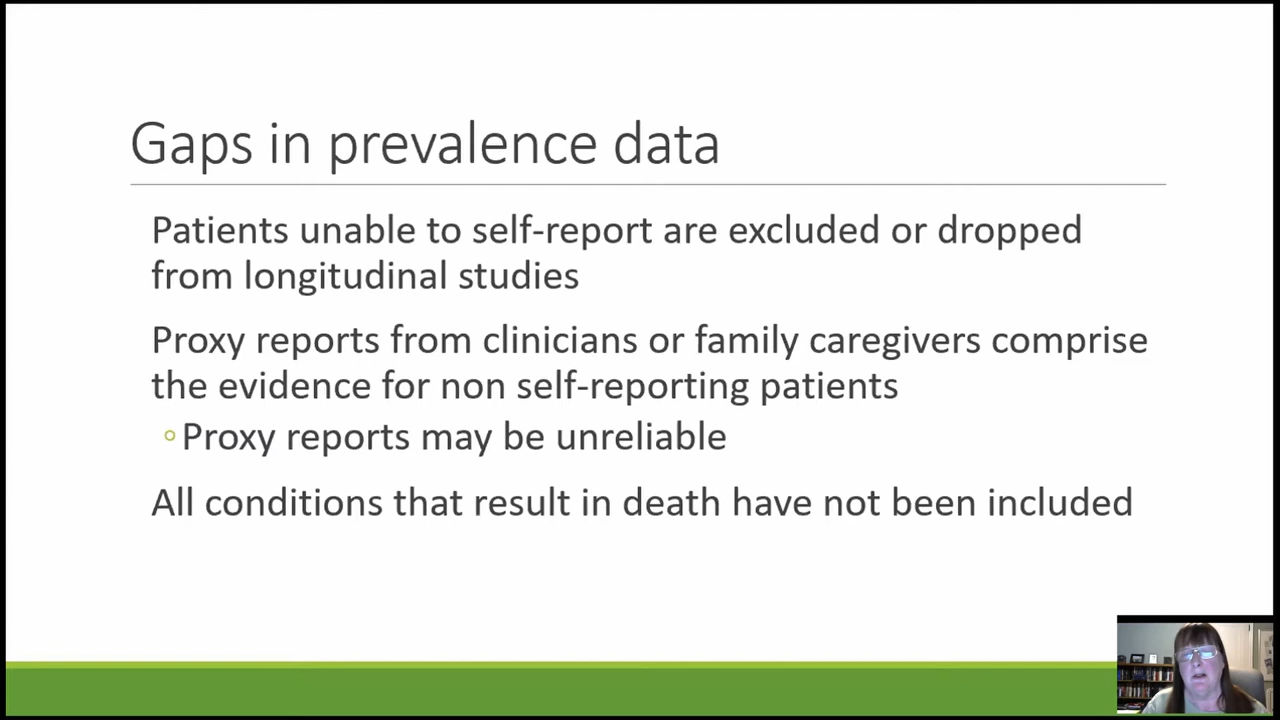 Gaps in prevalence data
Patients unable to self-report are excluded or dropped
from longitudinal studies
Proxy reports from clinicians or family caregivers comprise
the evidence for non self-reporting patients
Proxy reports may be unreliable
All conditions that result in death have not been included